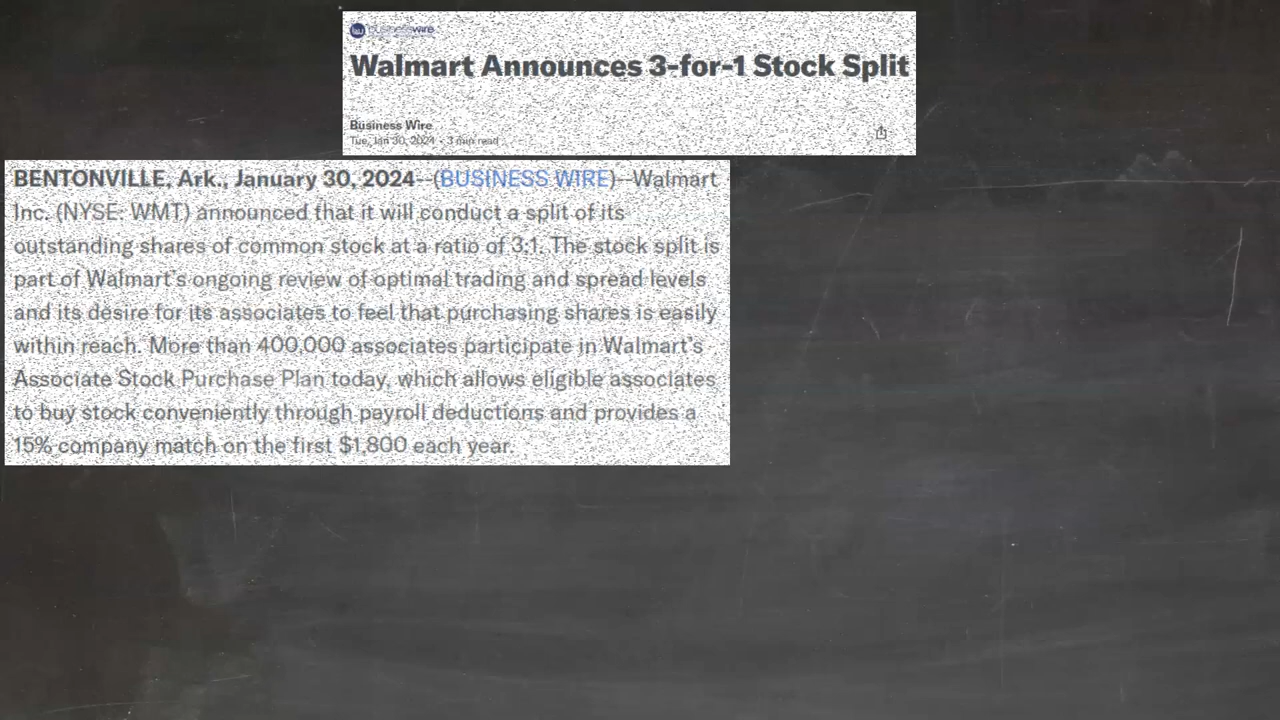 businesswire
Walmart Announces 3-for-1 Stock Split
Business Wire
Tue, Jan 30, 2024 • 3 min read
BENTONVILLE, Ark., January 30, 2024--(BUSINESS WIRE)--Walmart
Inc. (NYSE: WMT) announced that it will conduct a split of its
outstanding shares of common stock at a ratio of 3:1. The stock split is
part of Walmart's ongoing review of optimal trading and spread levels
and its desire for its associates to feel that purchasing shares is easily
within reach. More than 400,000 associates participate in Walmart's
Associate Stock Purchase Plan today, which allows eligible associates
to buy stock conveniently through payroll deductions and provides a
15% company match on the first $1,800 each year.